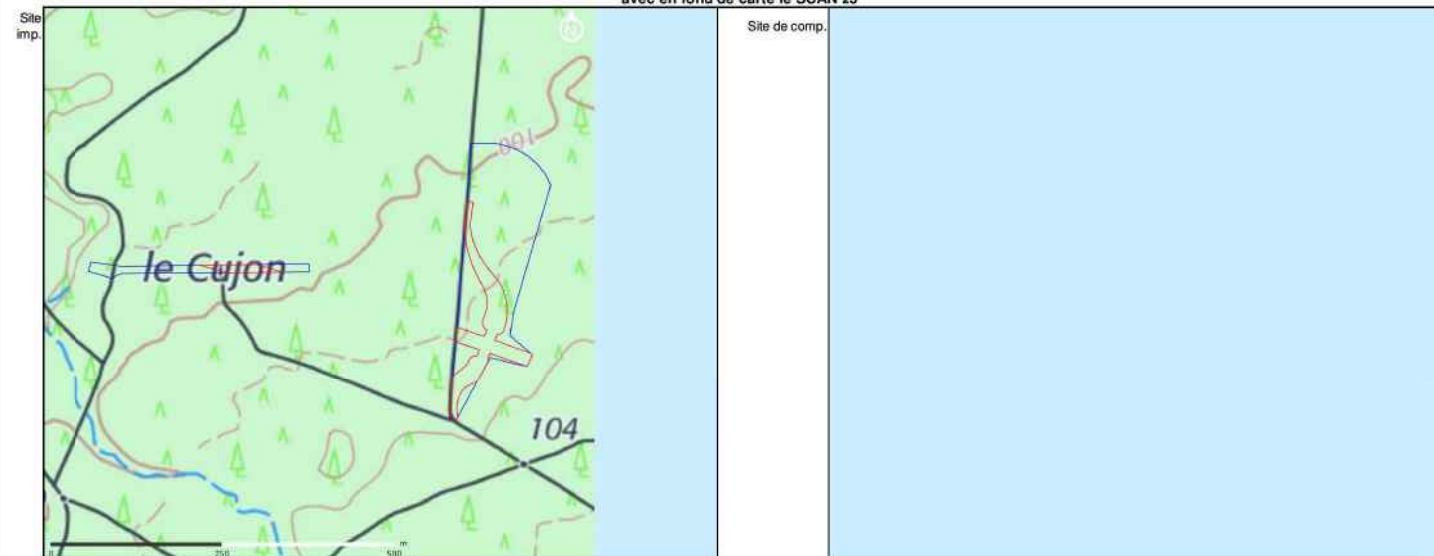 avec en fond de carte le SCAN 25
Site
imp.
Site de comp.
100
le Cujon
104
0 250 500 m